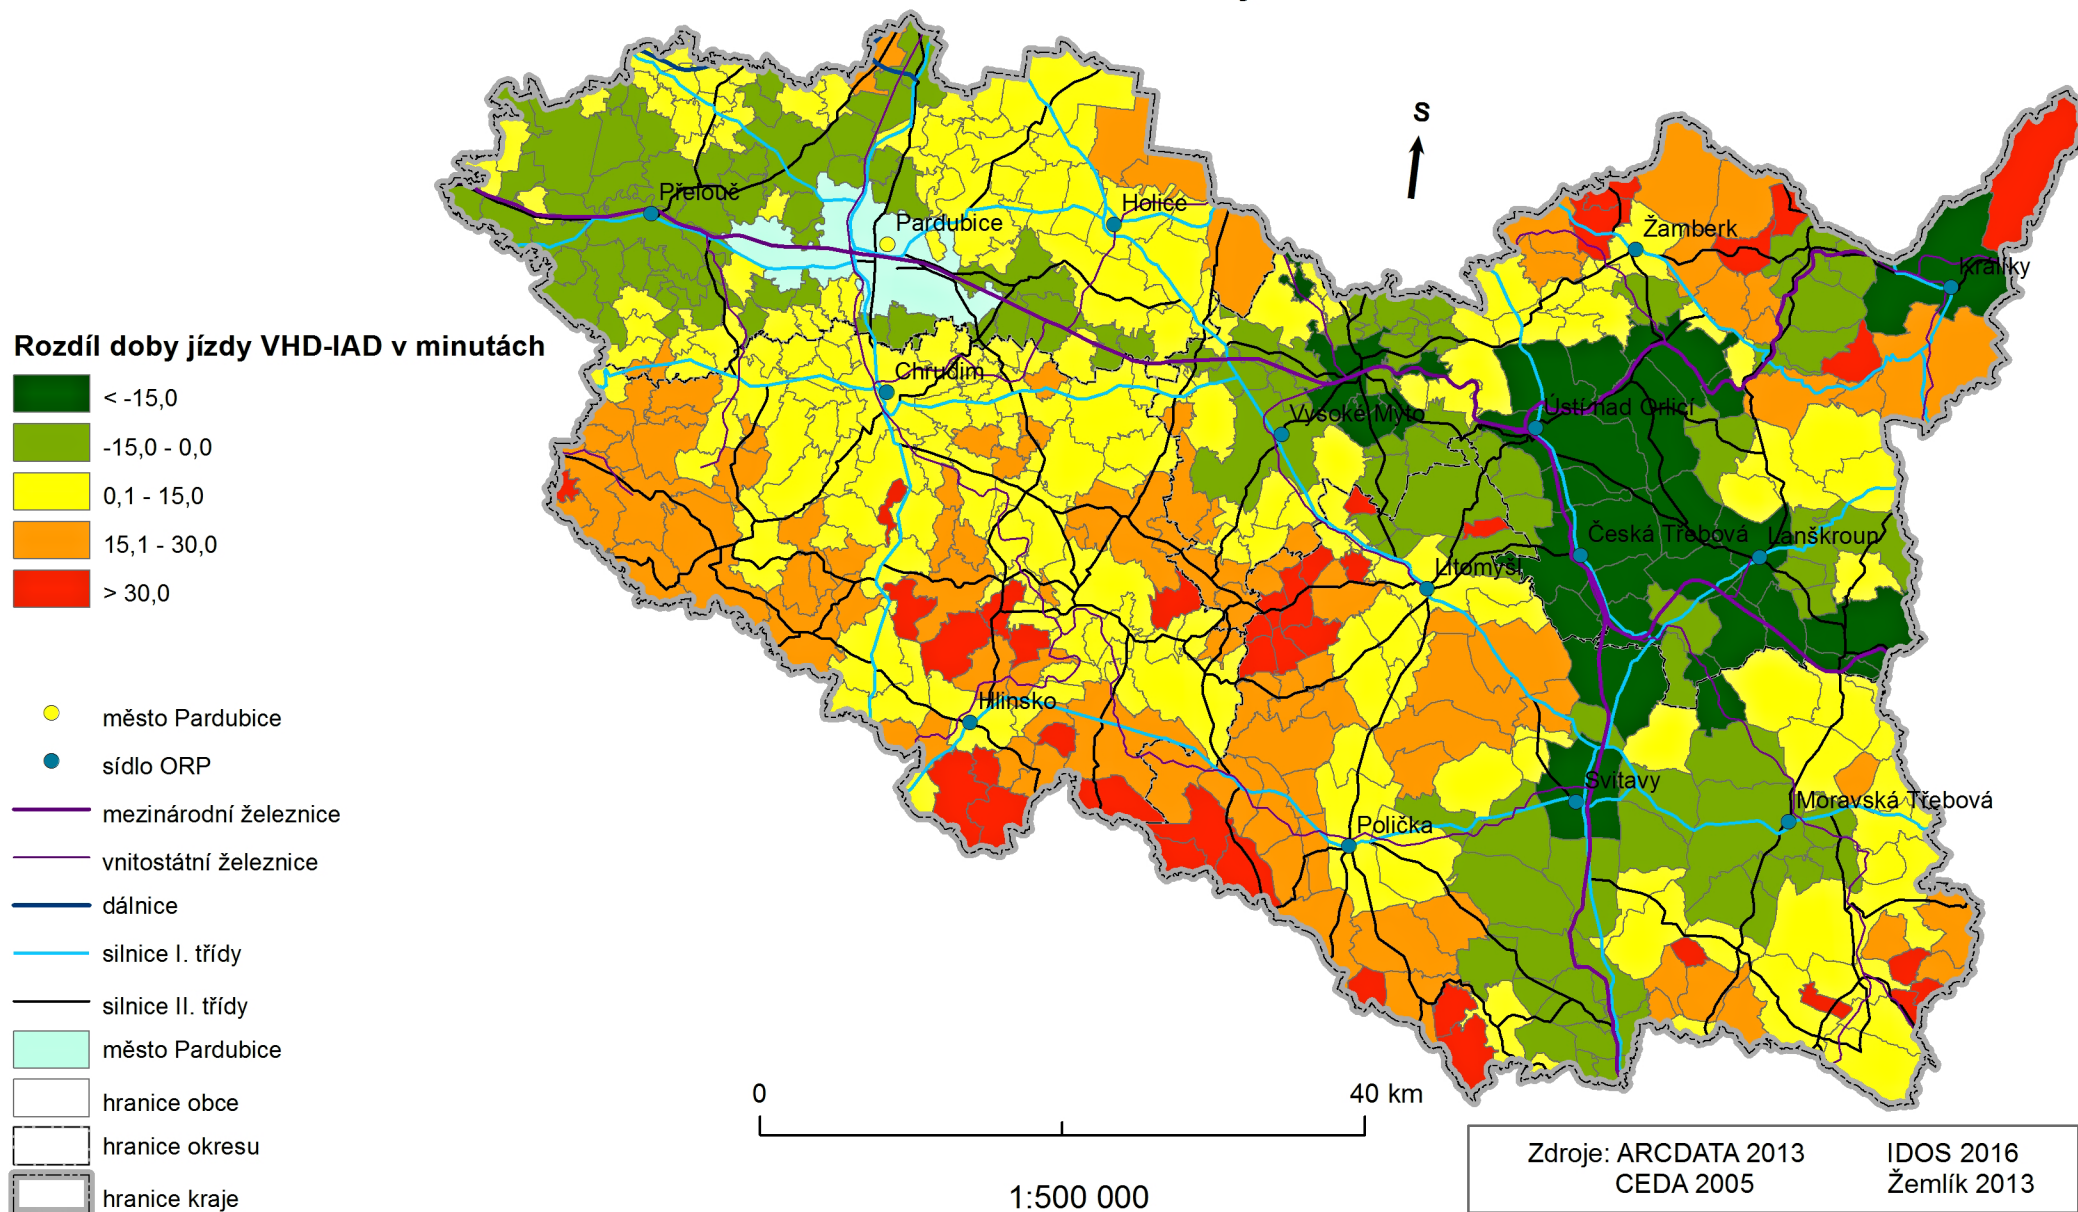 S
Přelouč
Pardubice
Holice
Žamberk
Králíky
Chrudim
Vysoké Mýto
Ústí nad Orlicí
Česká Třebová
Lanškroun
Litomyšl
Hlinsko
Svitavy
Moravská Třebová
Polička
Rozdíl doby jízdy VHD-IAD v minutách
< -15,0
-15,0 - 0,0
0,1 - 15,0
15,1 - 30,0
> 30,0
město Pardubice
sídlo ORP
mezinárodní železnice
vnitostátní železnice
dálnice
silnice I. třídy
silnice II. třídy
město Pardubice
hranice obce
hranice okresu
hranice kraje
0 40 km
1:500 000
Zdroje: ARCDATA 2013 IDOS 2016
CEDA 2005 Žemlík 2013